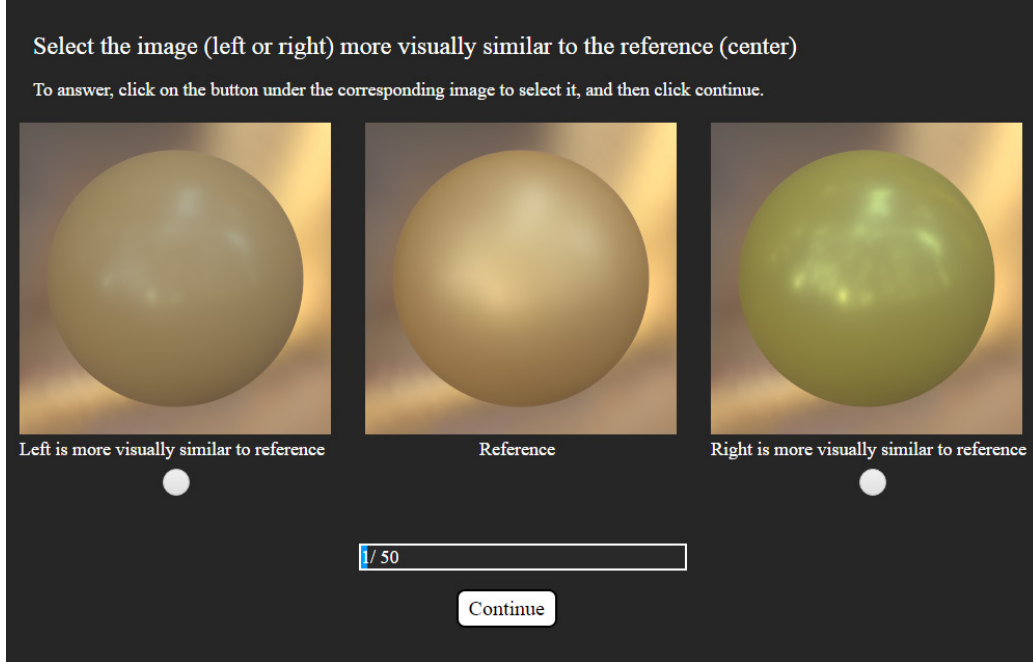 Select the image (left or right) more visually similar to the reference (center)
To answer, click on the button under the corresponding image to select it, and then click continue.
Left is more visually similar to reference
Reference
Right is more visually similar to reference
1/ 50
Continue